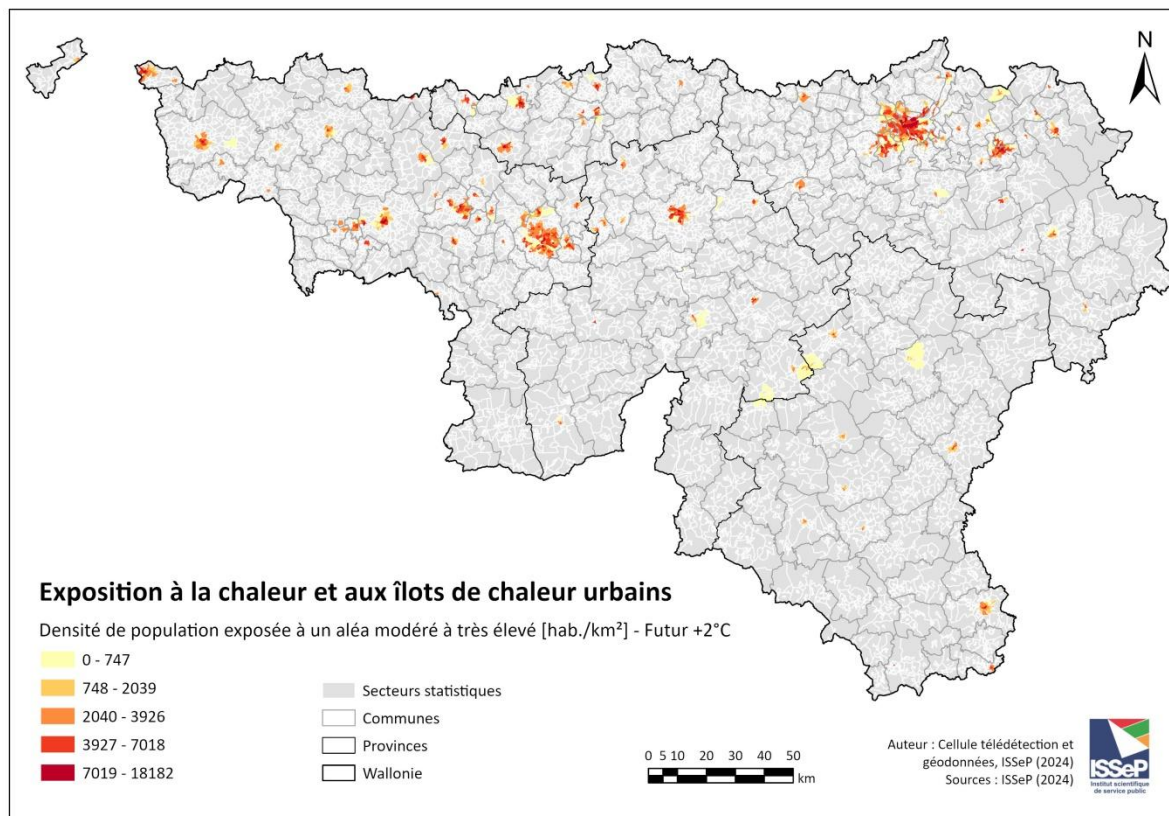 N
Exposition à la chaleur et aux îlots de chaleur urbains
Densité de population exposée à un aléa modéré à très élevé [hab./km²] - Futur +2°C
0 - 747
748 - 2039
2040 - 3926
3927 - 7018
7019 - 18182
Secteurs statistiques
Communes
Provinces
Wallonie
0 5 10 20 30 40 50
km
Auteur : Cellule télédétection et
géodonnées, ISSeP (2024)
Sources : ISSeP (2024)
ISSeP
Institut scientifique
de service public